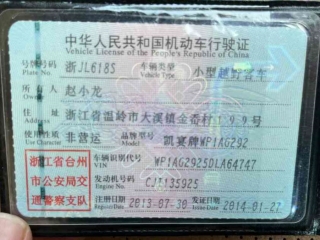 中华人民共和国机动车行驶证
Vehicle License of the People's Republic of China
号牌号码 浙JL618S 车辆类型 小型越野客车
Plate No. Vehicle Type
所有人 赵小龙
Owner
住址 浙江省温岭市大溪镇金岙村199号
Address
使用性质 非营运 品牌型号 凯宴牌WP1AG292
Use Character Model
浙江省台州 车辆识别代号 WP1AG2925DLA64747
VIN
市公安局交 发动机号码 CJT135925
Engine No.
通警察支队 注册日期 2013-07-30 发证日期 2014-01-27
Register Date Issue Date